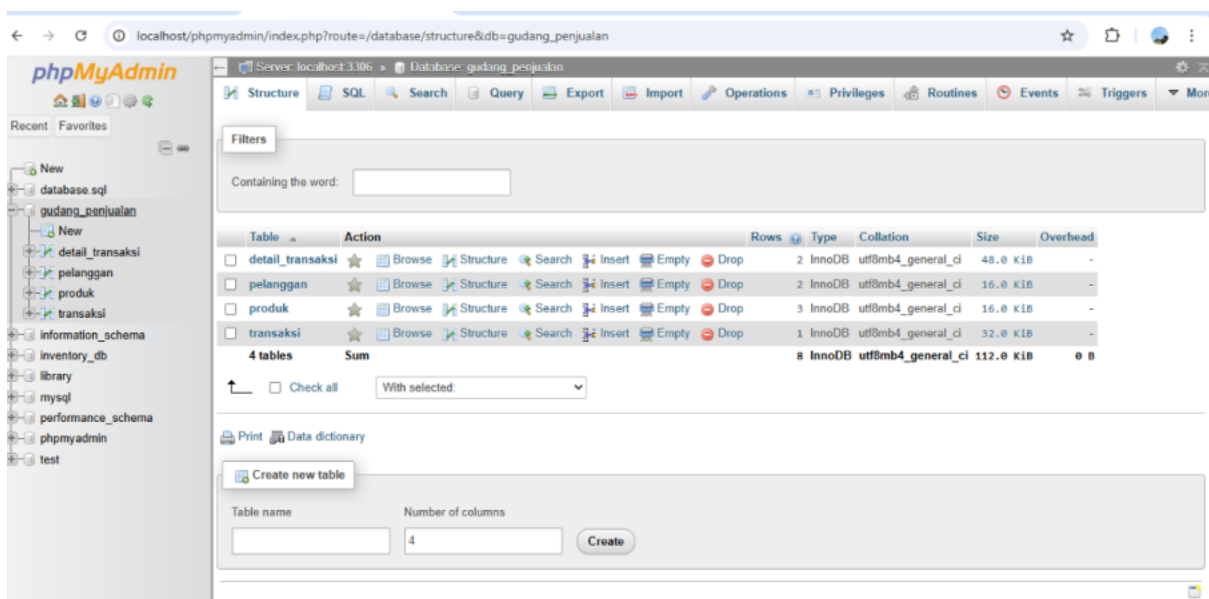 localhost/phpmyadmin/index.php?route=/database/structure&db=gudang_penjualan
phpMyAdmin
Recent Favorites
New
database.sql
gudang_penjualan
New
detail_transaksi
pelanggan
produk
transaksi
information_schema
inventory_db
library
mysql
performance_schema
phpmyadmin
test
Server: localhost:3306 » Database: gudang_penjualan
Structure SQL Search Query Export Import Operations Privileges Routines Events Triggers Mor
Filters
Containing the word:
Table Action Rows Type Collation Size Overhead
detail_transaksi Browse Structure Search Insert Empty Drop 2 InnoDB utf8mb4_general_ci 48.0 KiB -
pelanggan Browse Structure Search Insert Empty Drop 2 InnoDB utf8mb4_general_ci 16.0 KiB -
produk Browse Structure Search Insert Empty Drop 3 InnoDB utf8mb4_general_ci 16.0 KiB -
transaksi Browse Structure Search Insert Empty Drop 1 InnoDB utf8mb4_general_ci 32.0 KiB -
4 tables Sum 8 InnoDB utf8mb4_general_ci 112.0 KiB 0 B
Check all With selected:
Print Data dictionary
Create new table
Table name Number of columns
4 Create